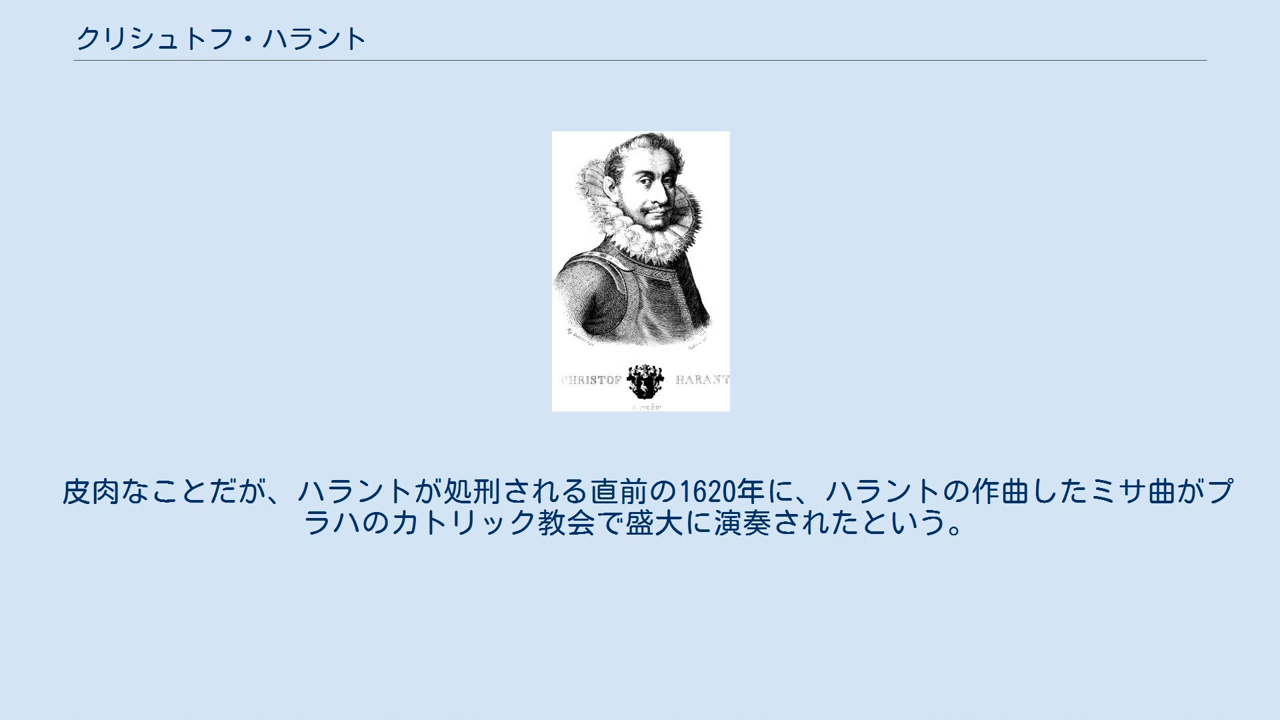 クリシュトフ・ハラント
CHRISTOF HARANT
皮肉なことだが、ハラントが処刑される直前の1620年に、ハラントの作曲したミサ曲がプ
ラハのカトリック教会で盛大に演奏されたという。